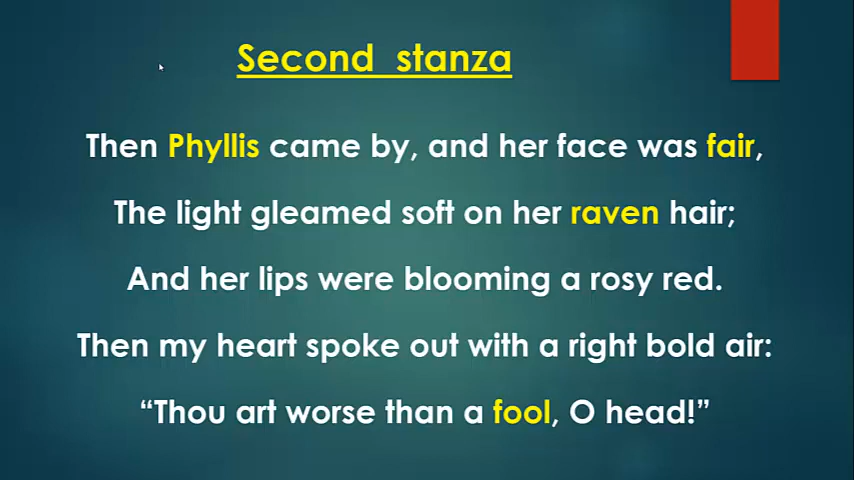 Second stanza
Then Phyllis came by, and her face was fair,
The light gleamed soft on her raven hair;
And her lips were blooming a rosy red.
Then my heart spoke out with a right bold air:
“Thou art worse than a fool, O head!”